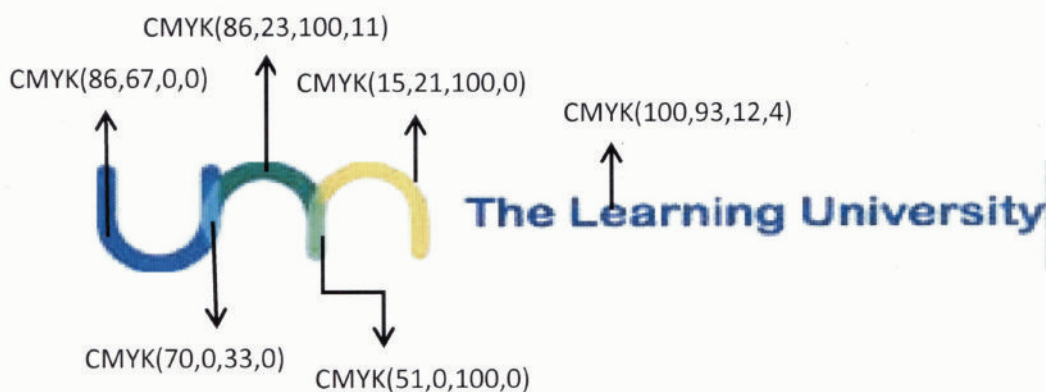 CMYK(86,23,100,11)
CMYK(86,67,0,0)
CMYK(15,21,100,0)
CMYK(100,93,12,4)
um The Learning University
CMYK(70,0,33,0)
CMYK(51,0,100,0)